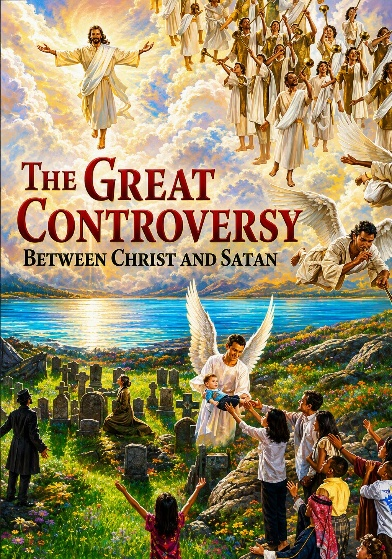 THE GREAT
CONTROVERSY
BETWEEN CHRIST AND SATAN